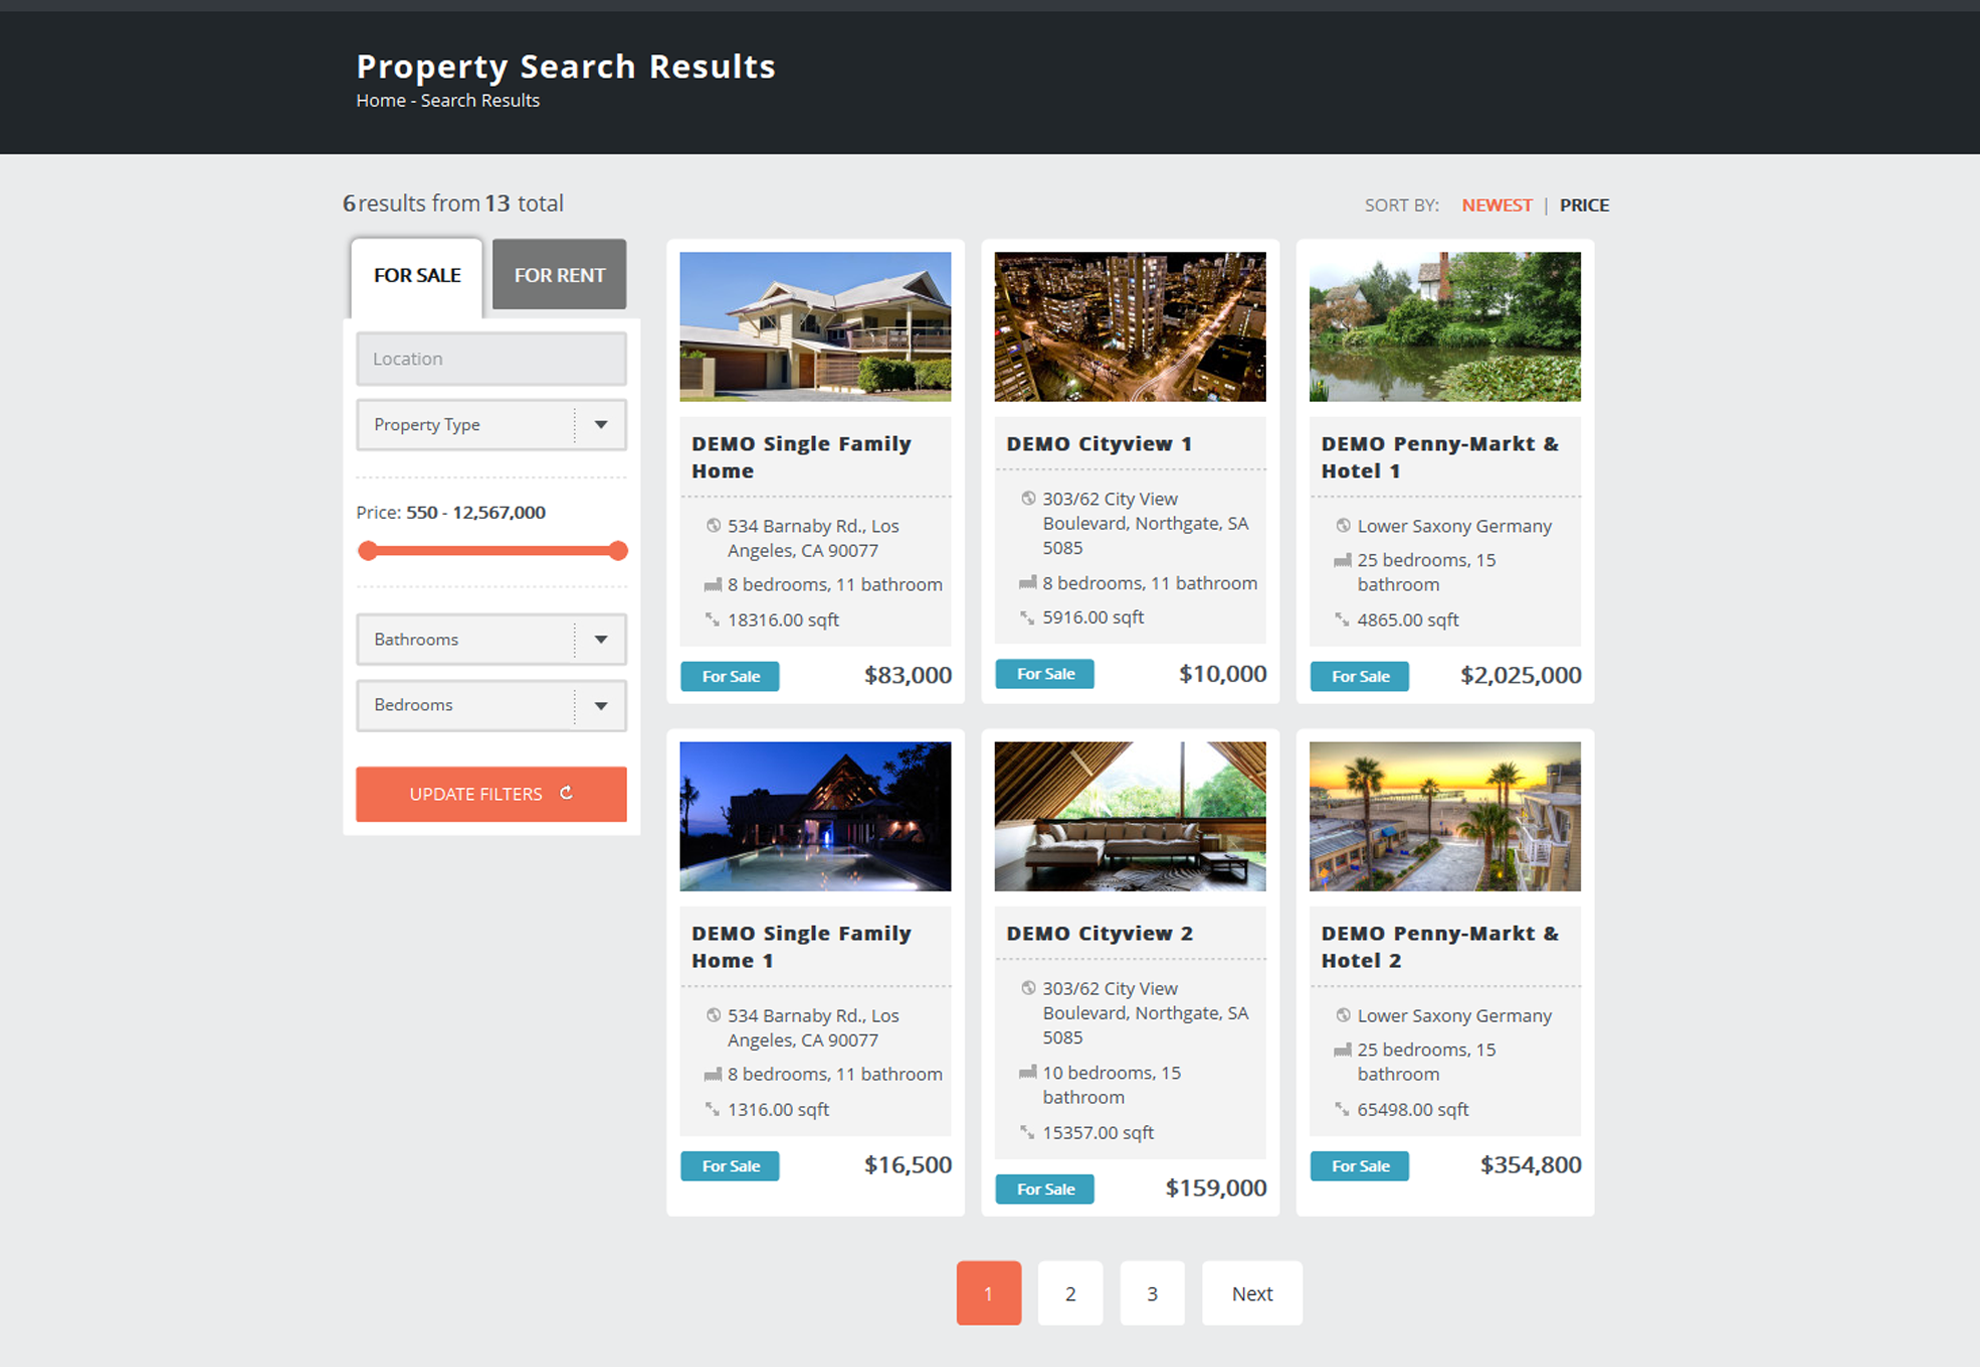 Property Search Results
Home - Search Results
6 results from 13 total
SORT BY: NEWEST | PRICE
FOR SALE
FOR RENT
Location
Property Type
Price: 550 - 12,567,000
Bathrooms
Bedrooms
UPDATE FILTERS
DEMO Single Family
Home
534 Barnaby Rd., Los
Angeles, CA 90077
8 bedrooms, 11 bathroom
18316.00 sqft
For Sale $83,000
DEMO Cityview 1
303/62 City View
Boulevard, Northgate, SA
5085
8 bedrooms, 11 bathroom
5916.00 sqft
For Sale $10,000
DEMO Penny-Markt &
Hotel 1
Lower Saxony Germany
25 bedrooms, 15
bathroom
4865.00 sqft
For Sale $2,025,000
DEMO Single Family
Home 1
534 Barnaby Rd., Los
Angeles, CA 90077
8 bedrooms, 11 bathroom
1316.00 sqft
For Sale $16,500
DEMO Cityview 2
303/62 City View
Boulevard, Northgate, SA
5085
10 bedrooms, 15
bathroom
15357.00 sqft
For Sale $159,000
DEMO Penny-Markt &
Hotel 2
Lower Saxony Germany
25 bedrooms, 15
bathroom
65498.00 sqft
For Sale $354,800
1 2 3 Next